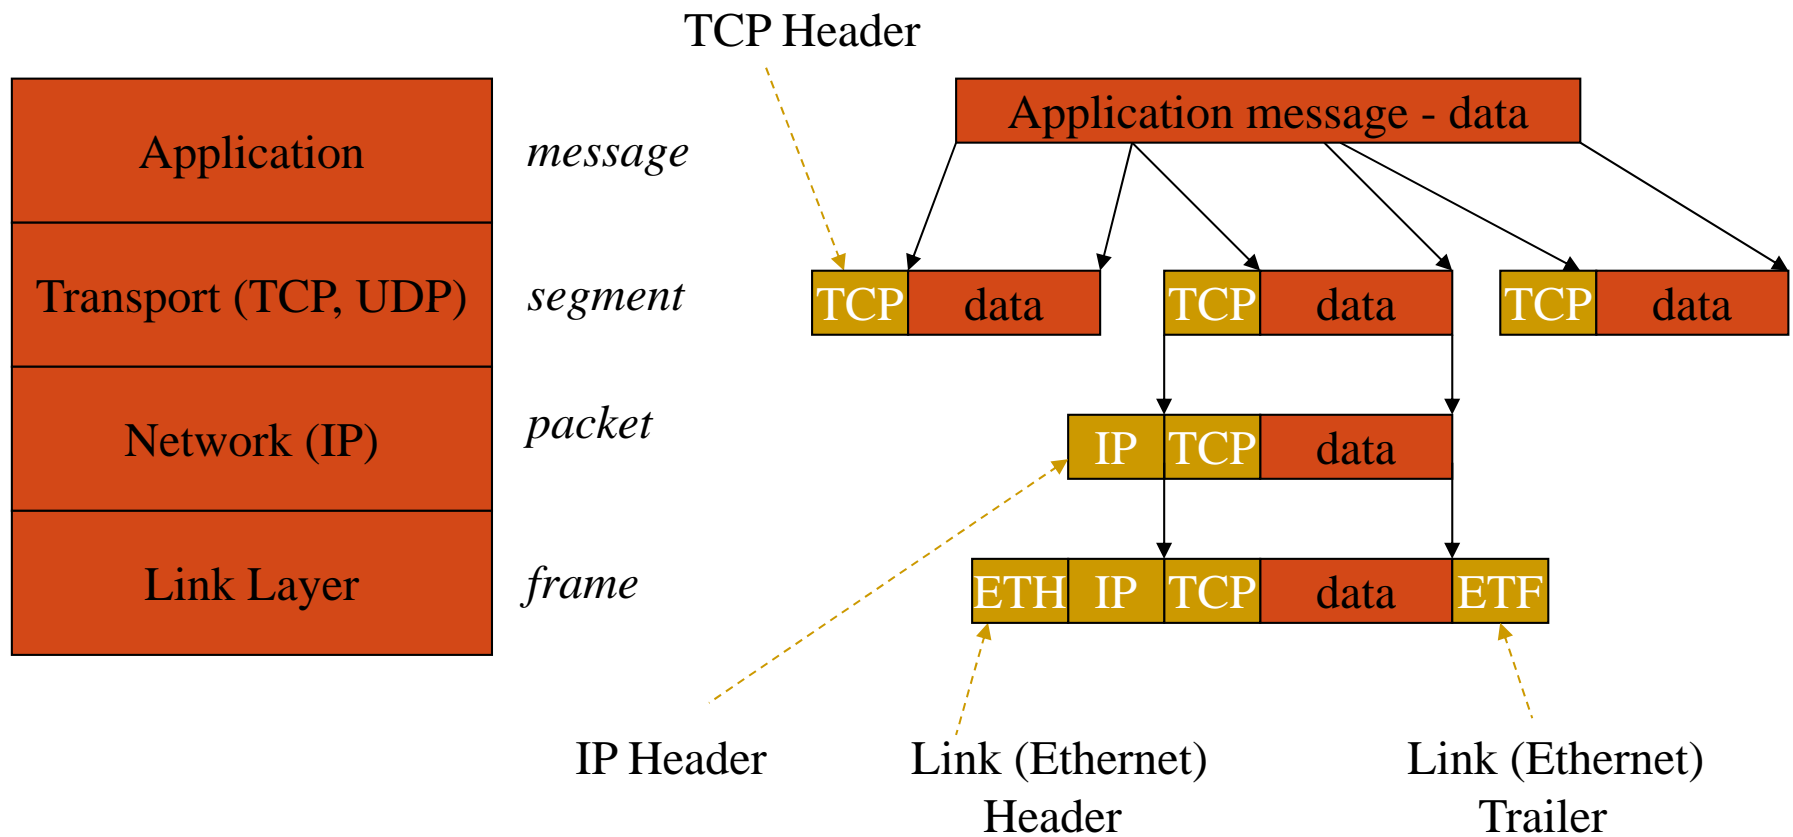 TCP Header
Application message - data
Application
message
Transport (TCP, UDP)
segment
TCP data
TCP data
TCP data
Network (IP)
packet
IP TCP data
Link Layer
frame
ETH IP TCP data ETF
IP Header
Link (Ethernet)
Header
Link (Ethernet)
Trailer